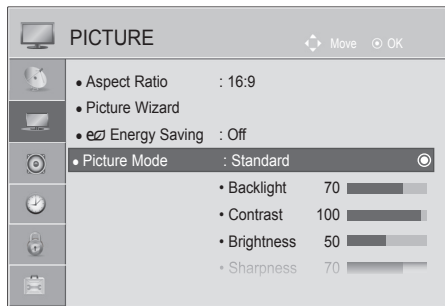 PICTURE
Move ⊙ OK
• Aspect Ratio : 16:9
• Picture Wizard
• Energy Saving : Off
• Picture Mode : Standard
• Backlight 70
• Contrast 100
• Brightness 50
• Sharpness 70